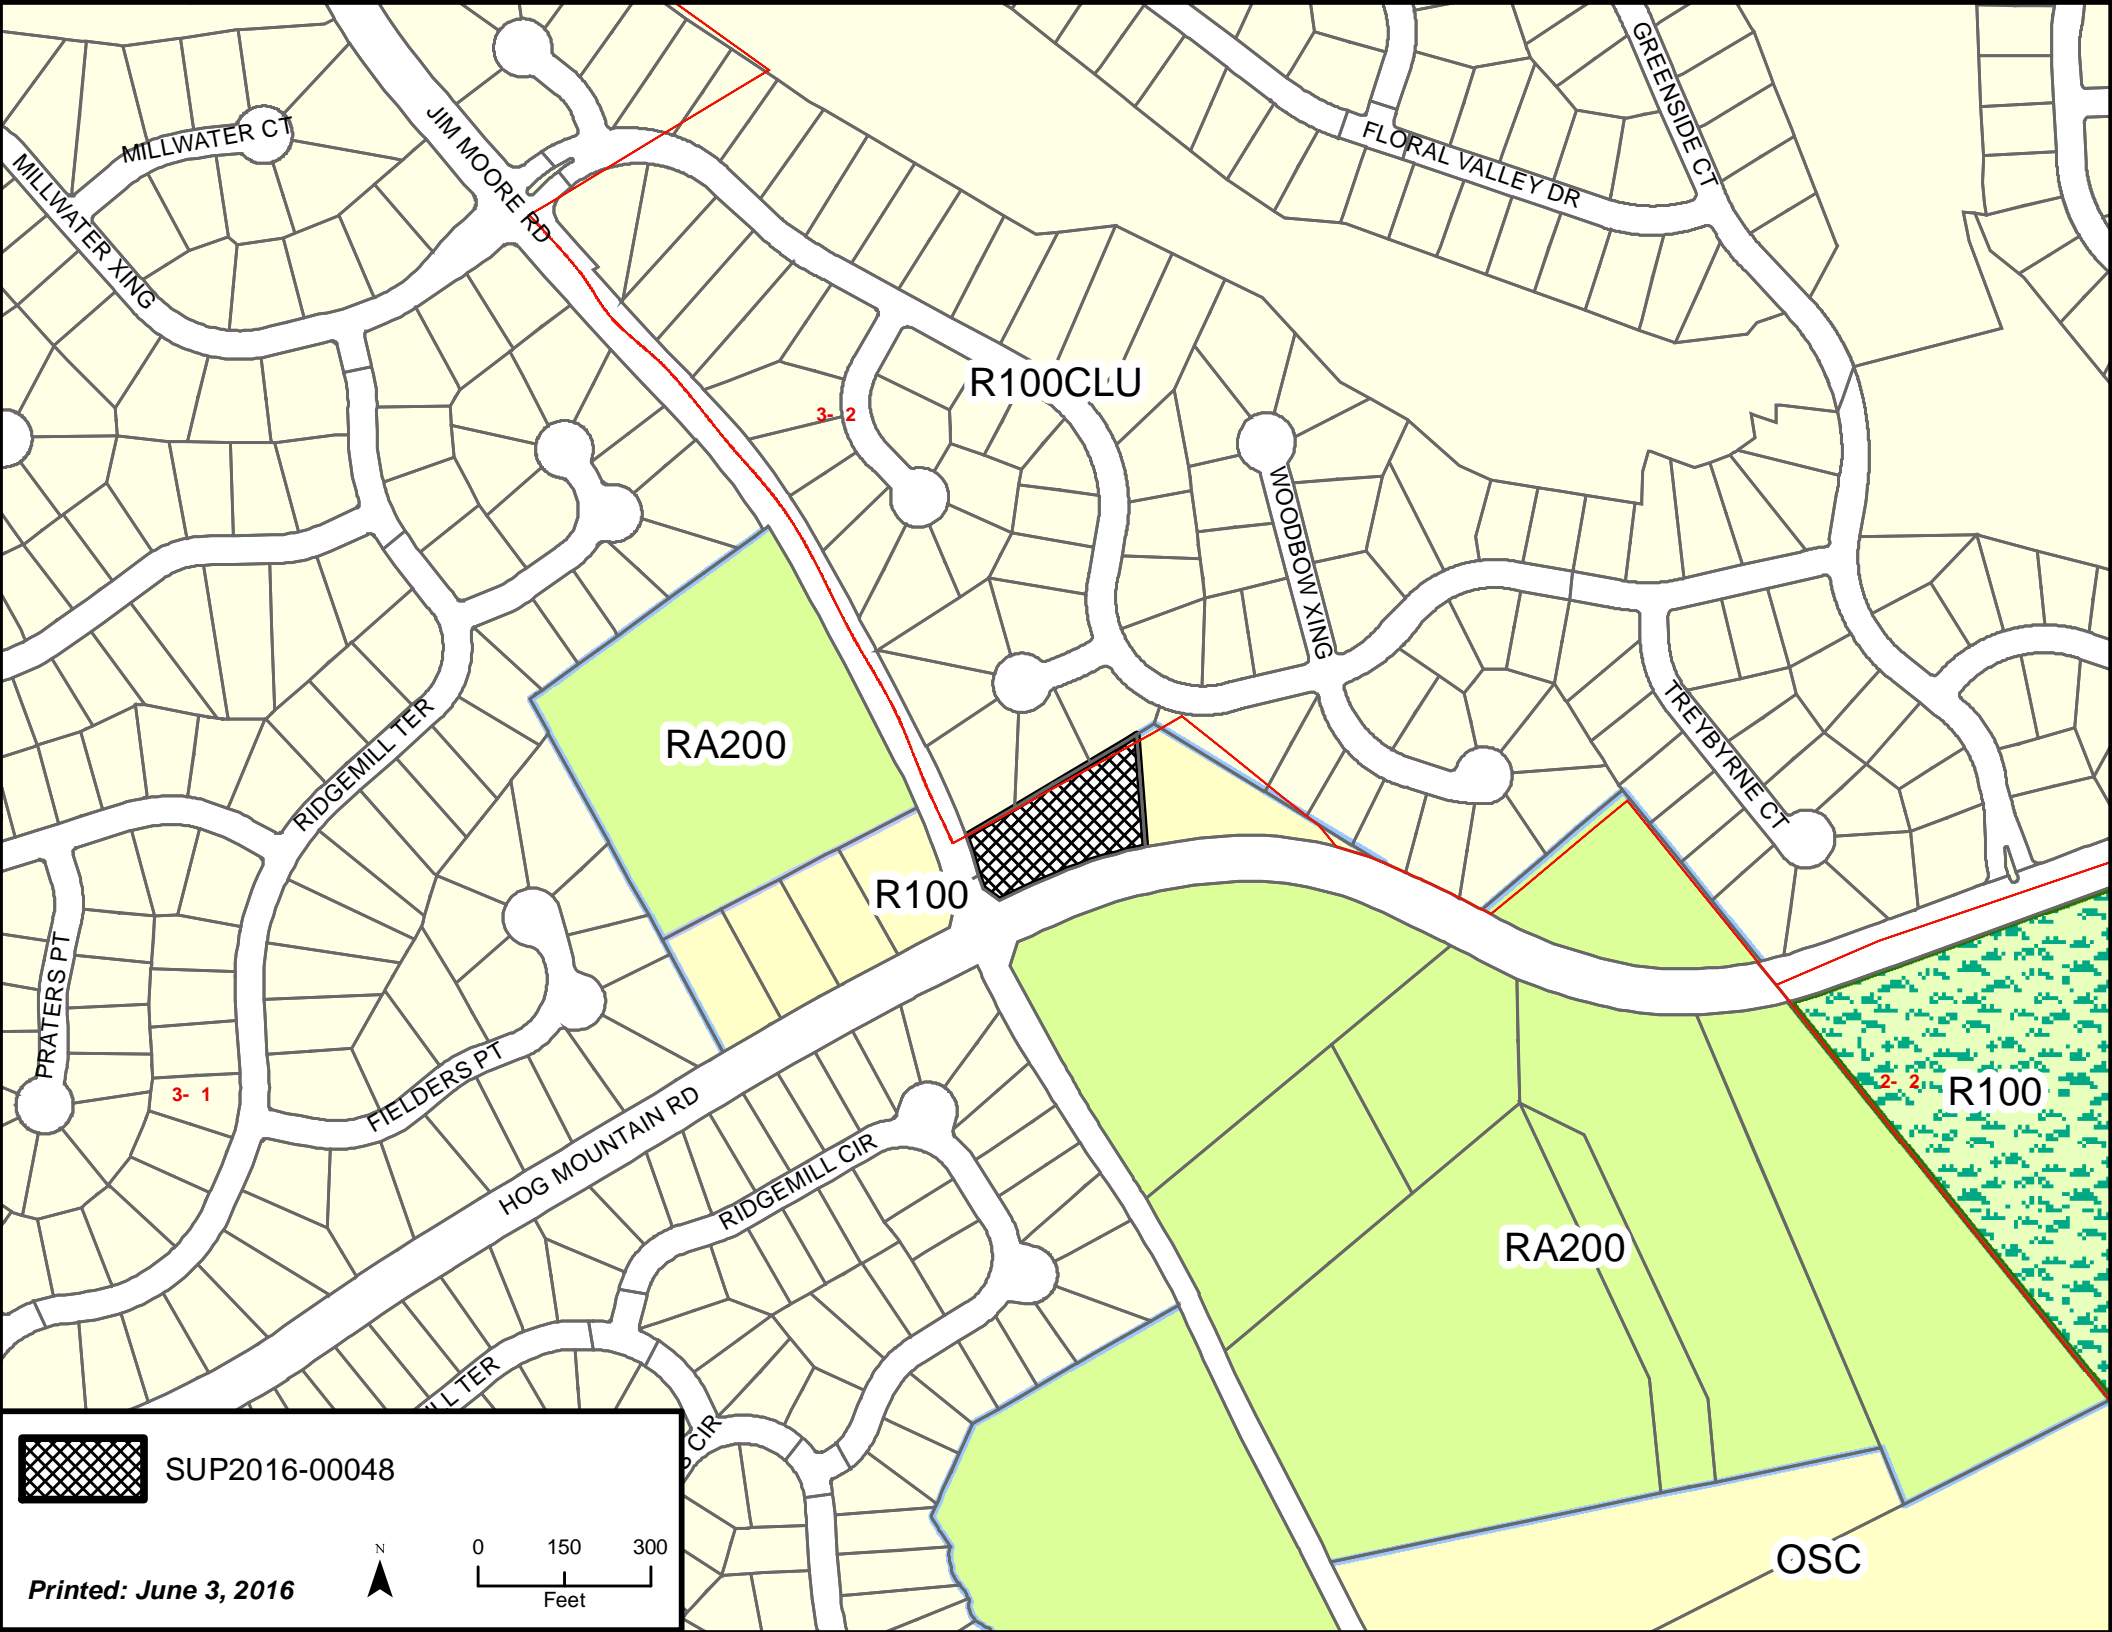 GREENSIDE CT
JIM MOORE RD
MILLWATER CT
FLORAL VALLEY DR
MILLWATER XING
R100CLU
3- 2
WOODBOW XING
RA200
RIDGEMILL TER
TREYBYRNE CT
R100
PRATERS PT
3- 1
FIELDERS PT
HOG MOUNTAIN RD
RIDGEMILL CIR
2- 2
R100
RA200
ILL TER
CIR
SUP2016-00048
N
0 150 300
Feet
Printed: June 3, 2016
OSC